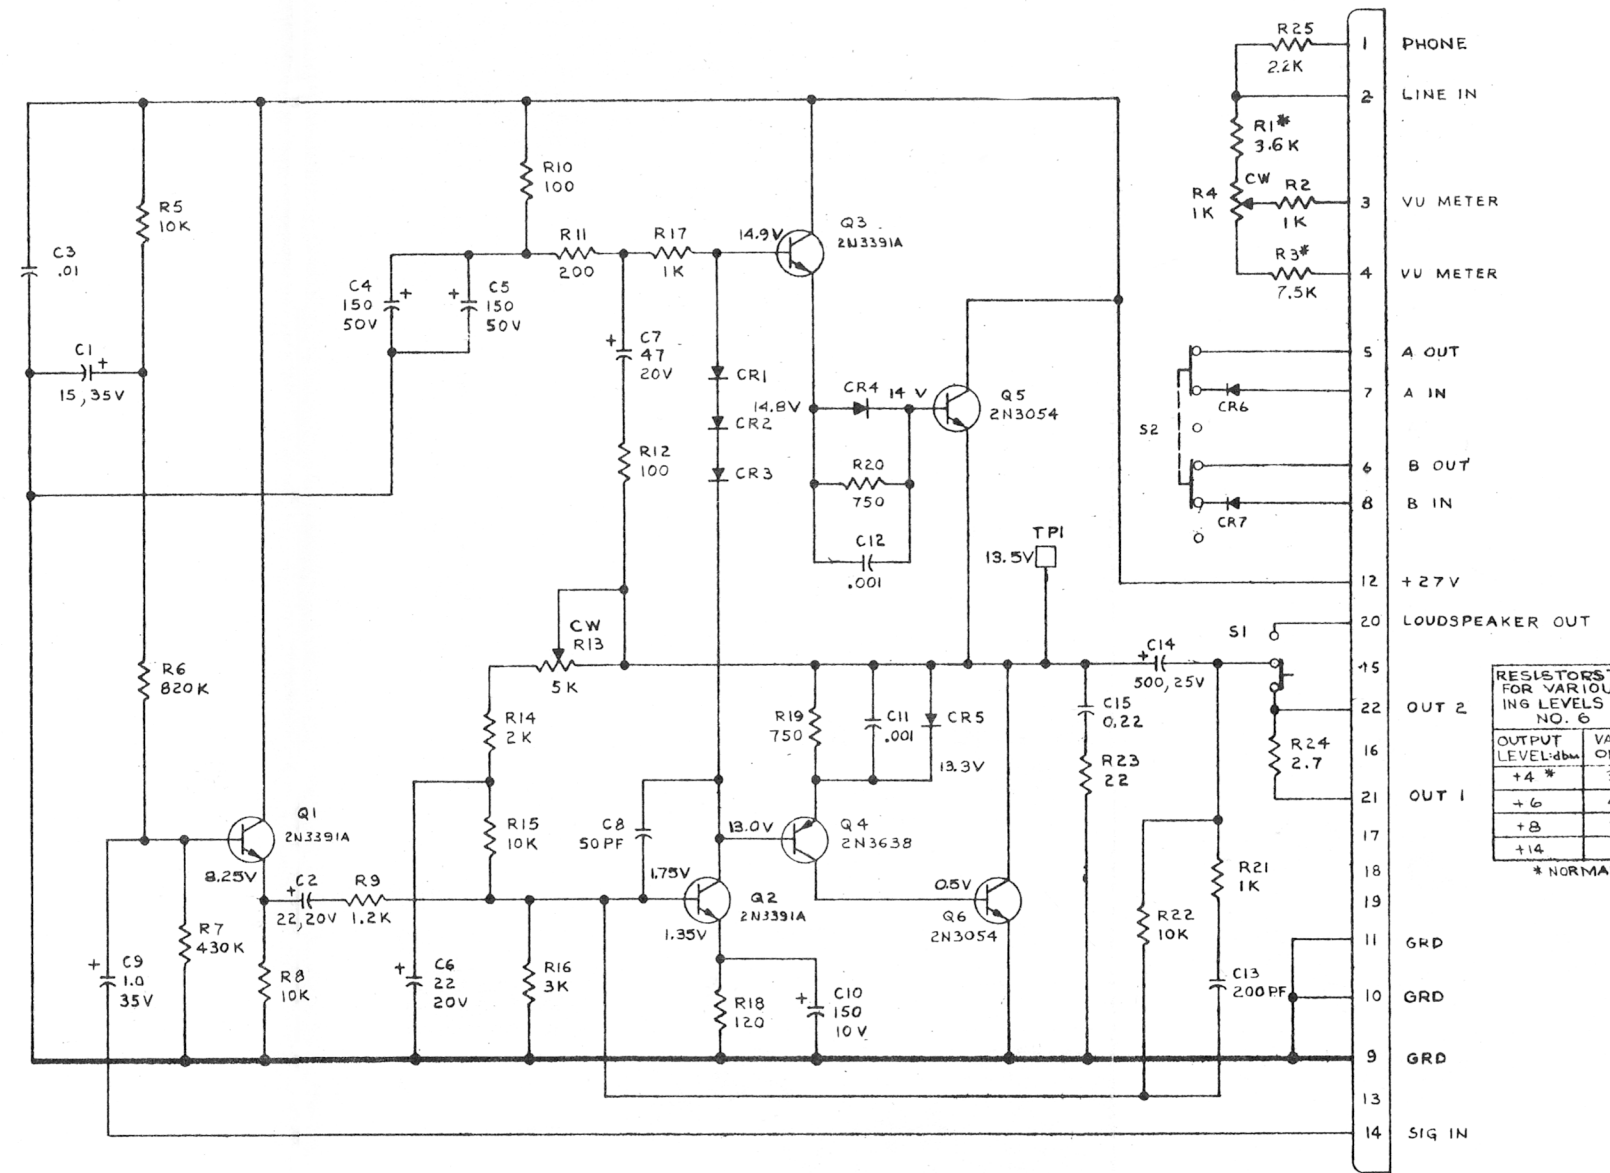 R25
2.2K
1 PHONE
2 LINE IN
R1*
3.6K
CW
R4
1K
R2
1K
3 VU METER
R3*
7.5K
4 VU METER
5 A OUT
7 A IN
CR6
S2
6 B OUT
8 B IN
CR7
12 +27V
20 LOUDSPEAKER OUT
S1
15
22 OUT 2
16
R24
2.7
21 OUT 1
17
18
19
11 GRD
10 GRD
9 GRD
13
14 SIG IN
C3
.01
R5
10K
C1
+
15,35V
R6
820K
R10
100
R11
200
R17
1K
C4
150
50V
+
C5
150
50V
+
C7
47
20V
+
R12
100
CW
R13
5K
CR1
CR2
CR3
14.9V
Q3
2N3391A
14.8V
CR4
14 V
Q5
2N3054
R20
750
C12
.001
TP1
13.5V
C14
+
500,25V
R14
2K
R15
10K
C8
50PF
R19
750
C11
.001
CR5
13.3V
C15
0.22
R23
22
Q1
2N3391A
8.25V
C2
+
22,20V
R9
1.2K
13.0V
Q4
2N3638
1.75V
Q2
2N3391A
1.35V
0.5V
Q6
2N3054
R21
1K
R22
10K
C13
200PF
R7
430K
C9
1.0
35V
+
R8
10K
C6
22
20V
+
R16
3K
R18
120
C10
150
10V
+
RESISTORS
FOR VARIOU
ING LEVELS
NO. 6
OUTPUT
LEVEL:dbm
VA
+4 *
+6
+8
+14
* NORMA